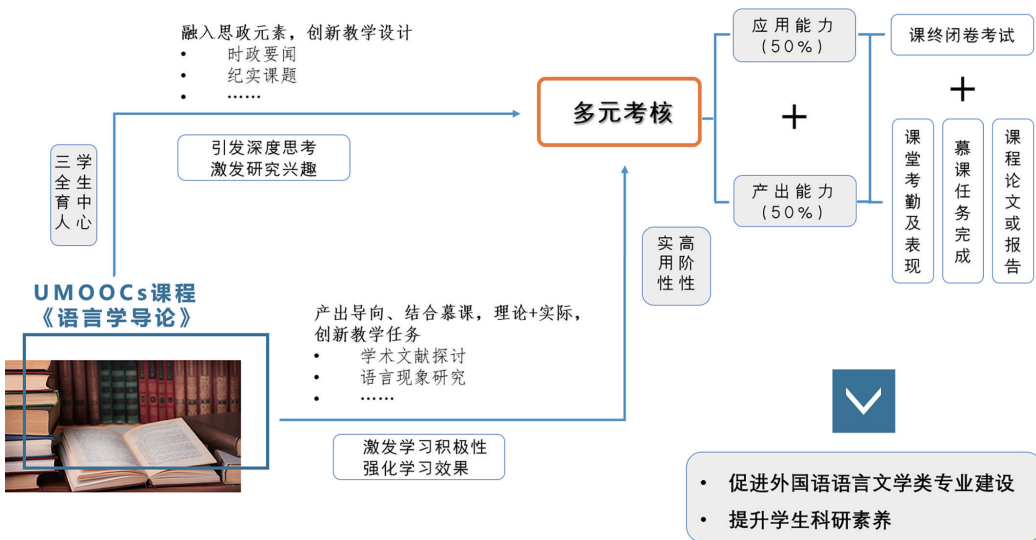 融入思政元素，创新教学设计
• 时政要闻
• 纪实课题
• ……
引发深度思考
激发研究兴趣
三全育人
学生中心
UMOOCs课程
《语言学导论》
产出导向、结合慕课，理论+实际，
创新教学任务
• 学术文献探讨
• 语言现象研究
• ……
激发学习积极性
强化学习效果
实用性
高阶性
多元考核
应用能力
(50%)
+
产出能力
(50%)
课终闭卷考试
+
课堂考勤及表现
慕课任务完成
课程论文或报告
• 促进外国语语言文学类专业建设
• 提升学生科研素养